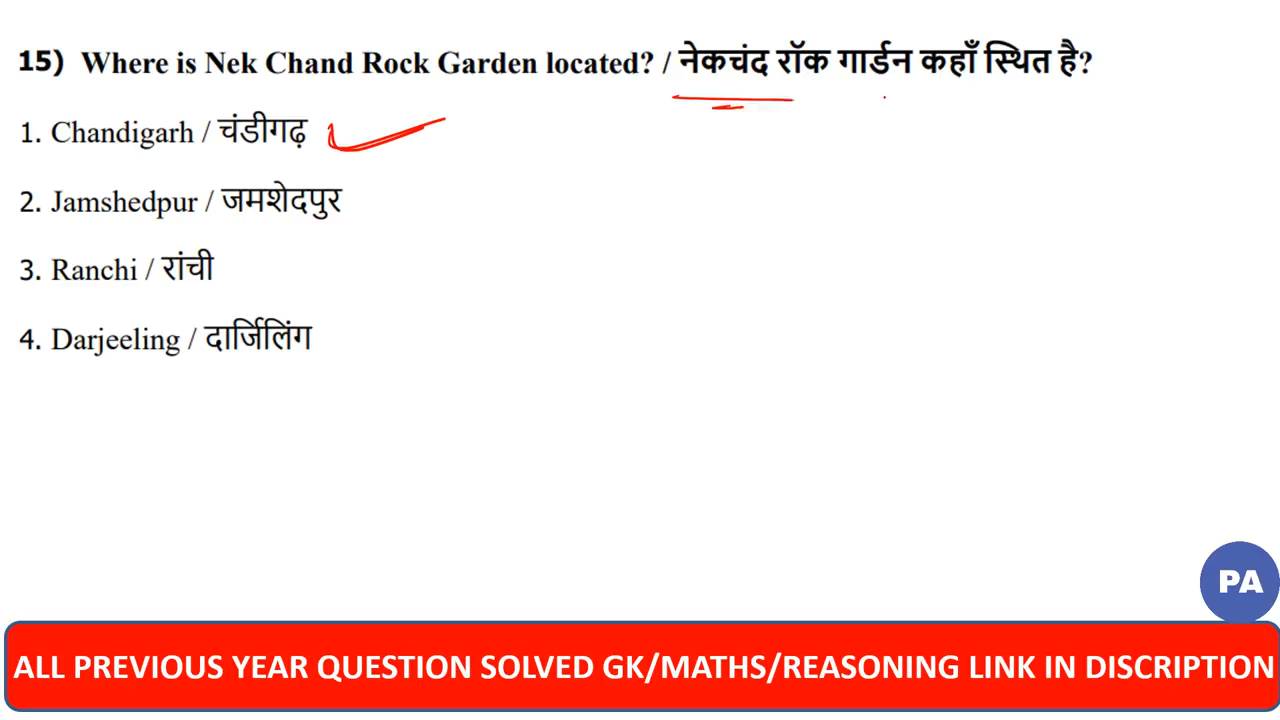 15) Where is Nek Chand Rock Garden located? / नेकचंद रॉक गार्डन कहाँ स्थित है?
1. Chandigarh / चंडीगढ़
2. Jamshedpur / जमशेदपुर
3. Ranchi / रांची
4. Darjeeling / दार्जिलिंग
PA
ALL PREVIOUS YEAR QUESTION SOLVED GK/MATHS/REASONING LINK IN DISCRIPTION